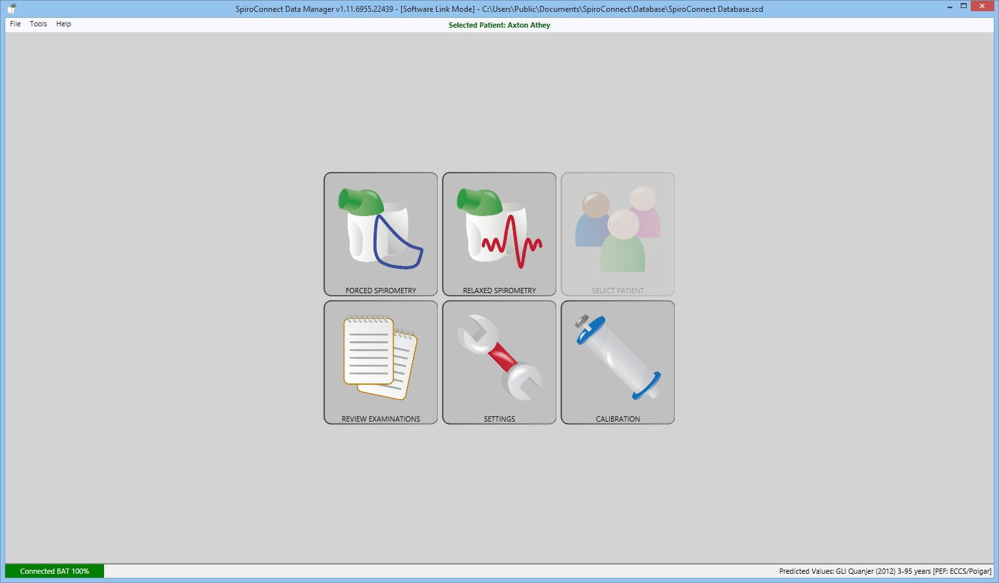 SpiroConnect Data Manager v1.11.6955.22439 - [Software Link Mode] - C:\Users\Public\Documents\SpiroConnect\Database\SpiroConnect Database.scd
File Tools Help
Selected Patient: Axton Athey
FORCED SPIROMETRY
RELAXED SPIROMETRY
SELECT PATIENT
REVIEW EXAMINATIONS
SETTINGS
CALIBRATION
Connected BAT 100%
Predicted Values: GLI Quanjer (2012) 3-95 years [PEF: ECCS/Polgar]